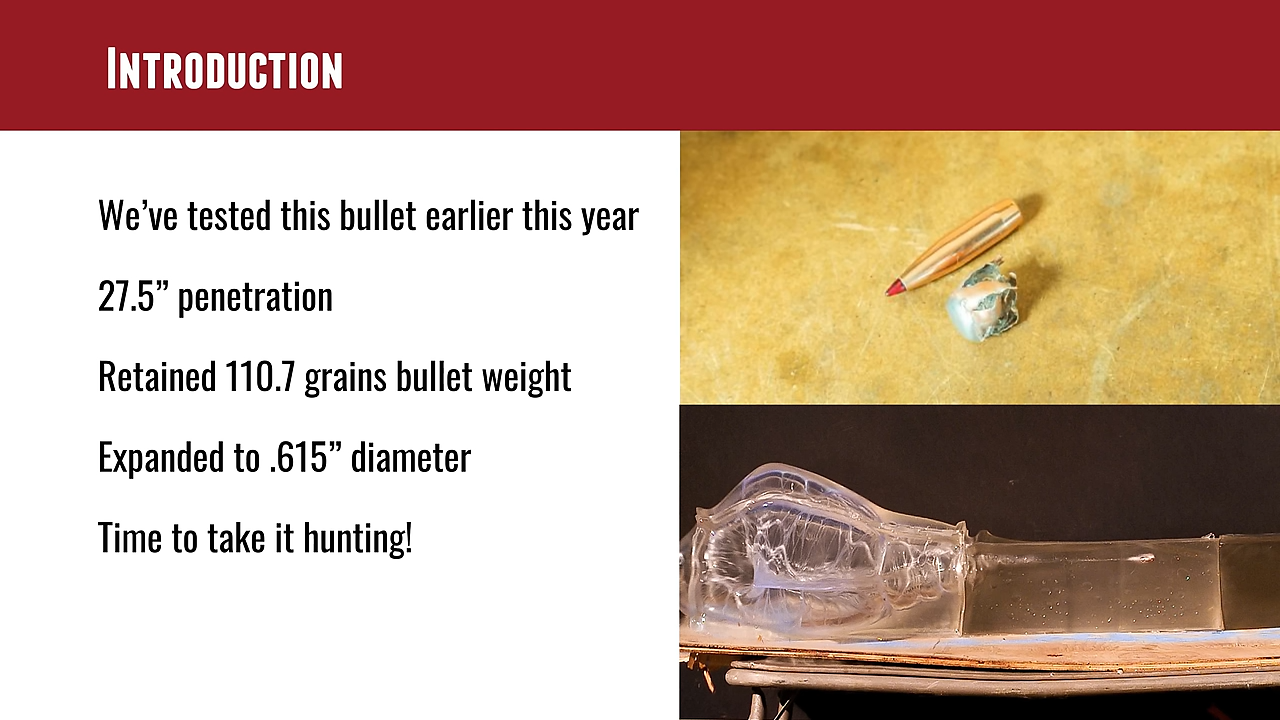 Introduction
We’ve tested this bullet earlier this year
27.5” penetration
Retained 110.7 grains bullet weight
Expanded to .615” diameter
Time to take it hunting!